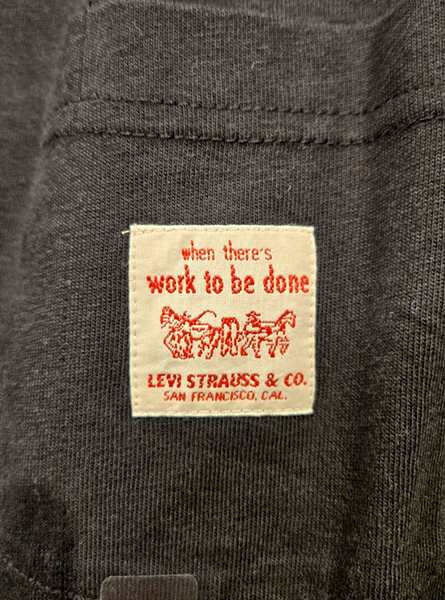 when there's
work to be done
LEVI STRAUSS & CO.
SAN FRANCISCO, CAL.